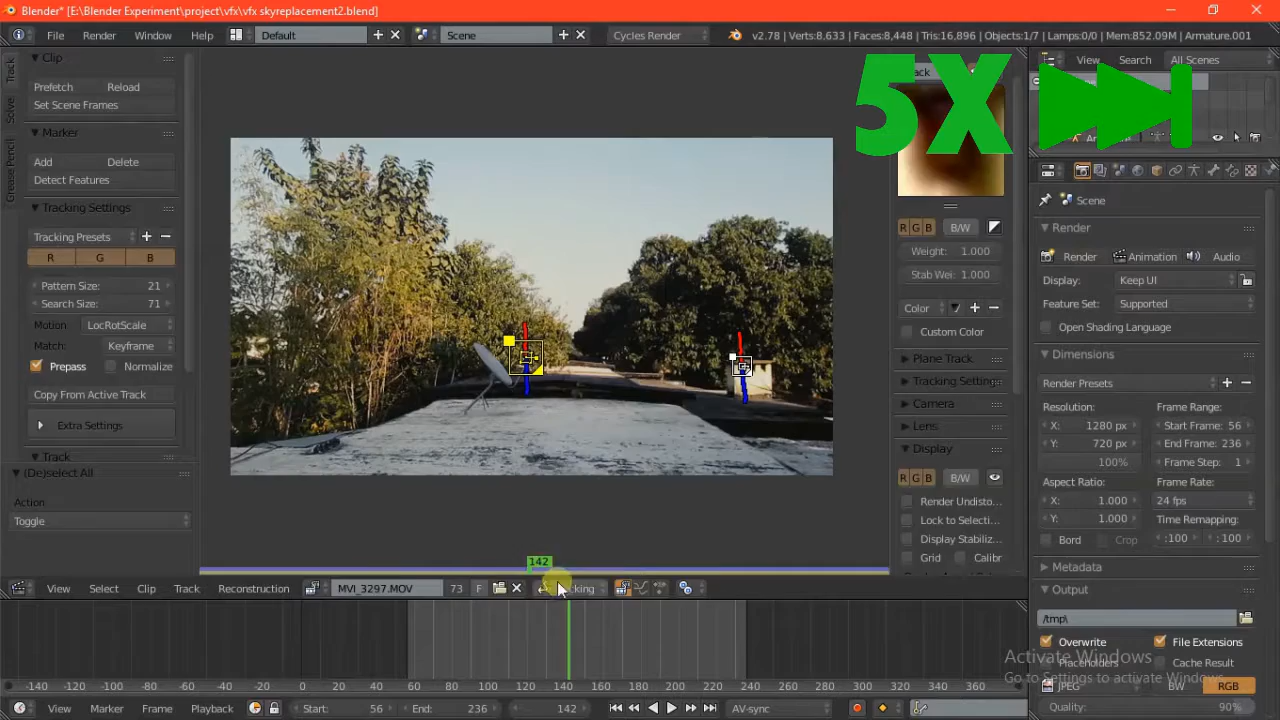 Blender* [E:\Blender Experiment\project\vfx\vfx skyreplacement2.blend]
File Render Window Help Default Scene Cycles Render v2.78 | Verts:8,633 | Faces:8,448 | Tris:16,896 | Objects:1/7 | Lamps:0/0 | Mem:852.09M | Armature.001
5X
View Search All Scenes
Track
Solve
Grease Pencil
Clip
Prefetch Reload
Set Scene Frames
Marker
Add Delete
Detect Features
Tracking Settings
Tracking Presets
R G B
Pattern Size: 21
Search Size: 71
Motion LocRotScale
Match: Keyframe
Prepass Normalize
Copy From Active Track
Extra Settings
Track
(De)select All
Action
Toggle
R G B B/W
Weight: 1.000
Stab Wei: 1.000
Color
Custom Color
Plane Track
Tracking Setting
Camera
Lens
Display
R G B B/W
Render Undisto...
Lock to Selecti...
Display Stabiliz...
Grid Calibr
Scene
Render
Render Animation Audio
Display: Keep UI
Feature Set: Supported
Open Shading Language
Dimensions
Render Presets
Resolution: Frame Range:
X: 1280 px Start Frame: 56
Y: 720 px End Frame: 236
100% Frame Step: 1
Aspect Ratio: Frame Rate:
X: 1.000 24 fps
Y: 1.000 Time Remapping:
Bord Crop :100 :100
Metadata
Output
/tmp\
Overwrite File Extensions
Placeholders Cache Result
JPEG BW RGB
Quality: 90%
Activate Windows
Go to Settings to activate Windows.
142
View Select Clip Track Reconstruction MVI_3297.MOV 73 F
-140 -120 -100 -80 -60 -40 -20 0 20 40 60 80 100 120 140 160 180 200 220 240 260 280 300 320 340 360
View Marker Frame Playback Start: 56 End: 236 142 AV-sync